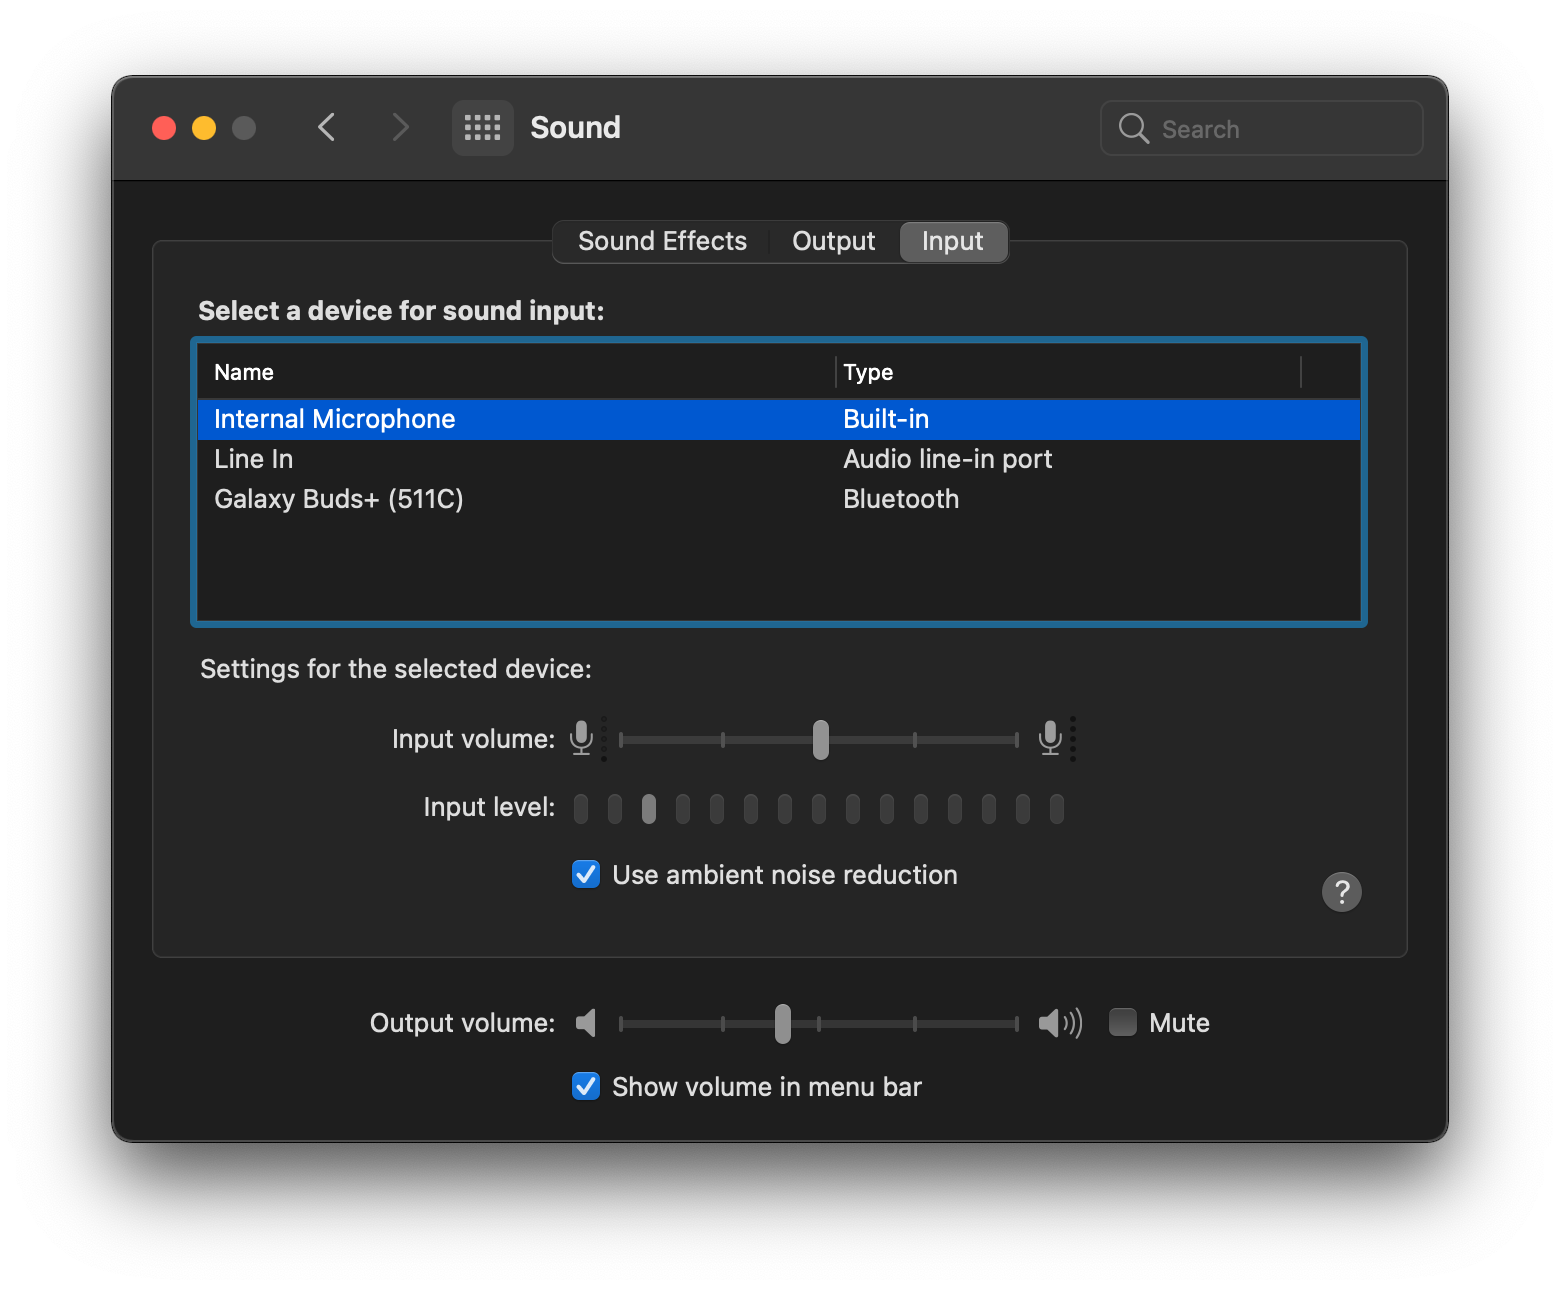 Sound
Search
Sound Effects Output Input
Select a device for sound input:
Name Type
Internal Microphone Built-in
Line In Audio line-in port
Galaxy Buds+ (511C) Bluetooth
Settings for the selected device:
Input volume:
Input level:
Use ambient noise reduction
?
Output volume: Mute
Show volume in menu bar